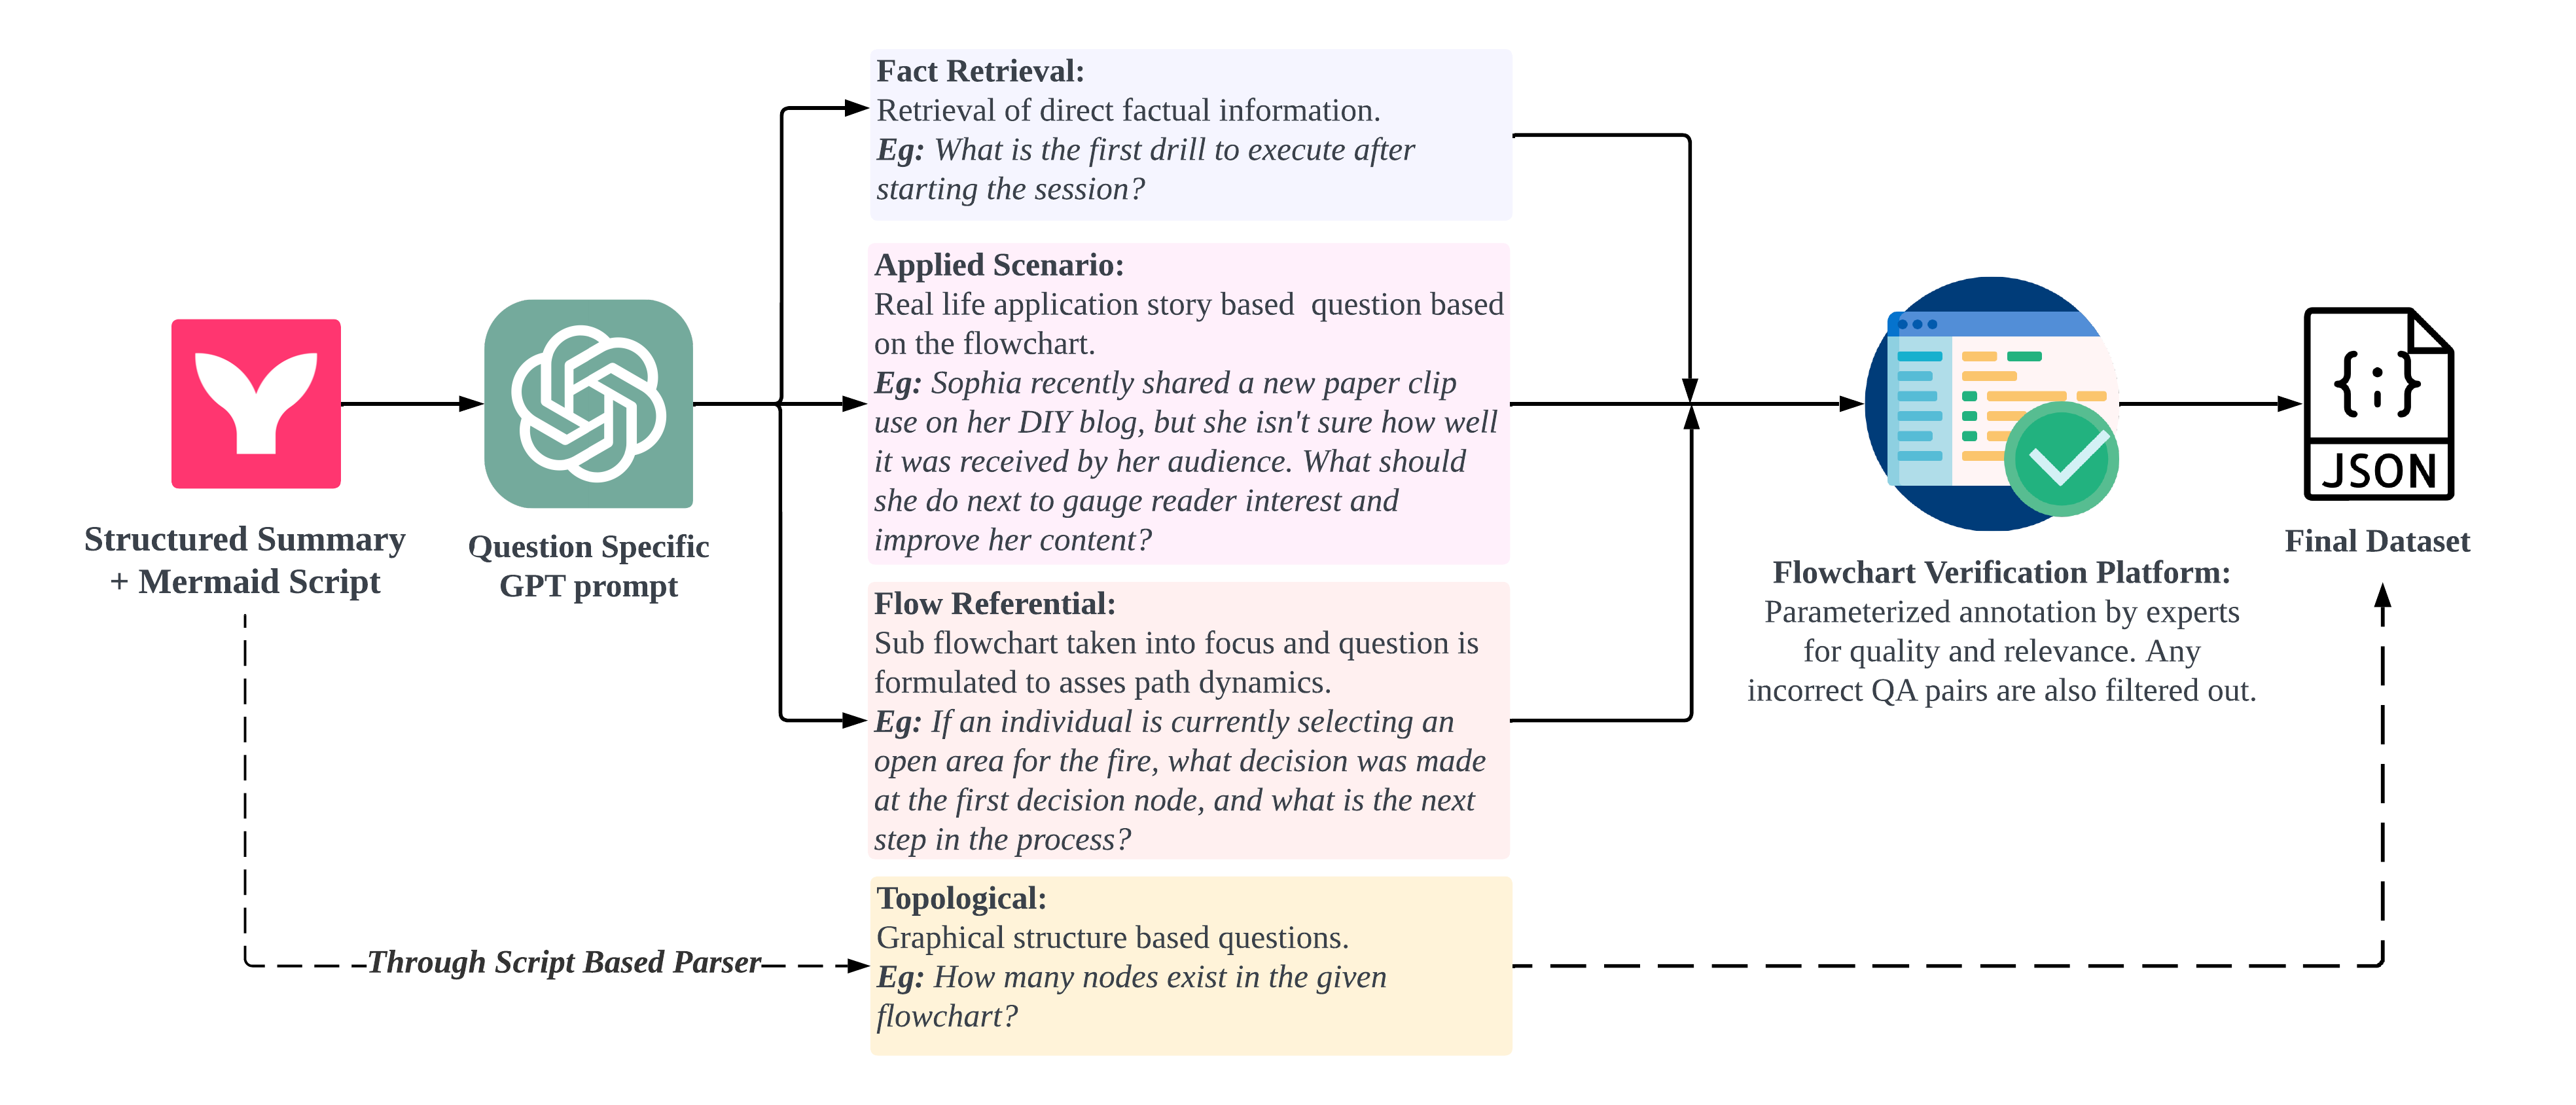 Structured Summary
+ Mermaid Script
Question Specific
GPT prompt
Fact Retrieval:
Retrieval of direct factual information.
Eg: What is the first drill to execute after
starting the session?
Applied Scenario:
Real life application story based  question based
on the flowchart.
Eg: Sophia recently shared a new paper clip
use on her DIY blog, but she isn't sure how well
it was received by her audience. What should
she do next to gauge reader interest and
improve her content?
Flow Referential:
Sub flowchart taken into focus and question is
formulated to asses path dynamics.
Eg: If an individual is currently selecting an
open area for the fire, what decision was made
at the first decision node, and what is the next
step in the process?
Through Script Based Parser
Topological:
Graphical structure based questions.
Eg: How many nodes exist in the given
flowchart?
Flowchart Verification Platform:
Parameterized annotation by experts
for quality and relevance. Any
incorrect QA pairs are also filtered out.
{;}
JSON
Final Dataset